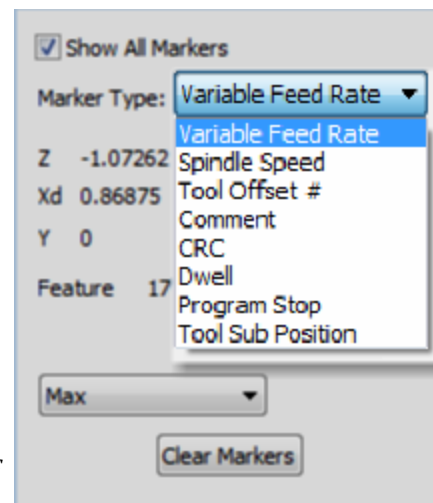 Show All Markers
Marker Type: Variable Feed Rate
Variable Feed Rate
Z -1.07262 Spindle Speed
Xd 0.86875 Tool Offset #
Comment
Y 0
CRC
Dwell
Feature 17
Program Stop
Tool Sub Position
Max
Clear Markers